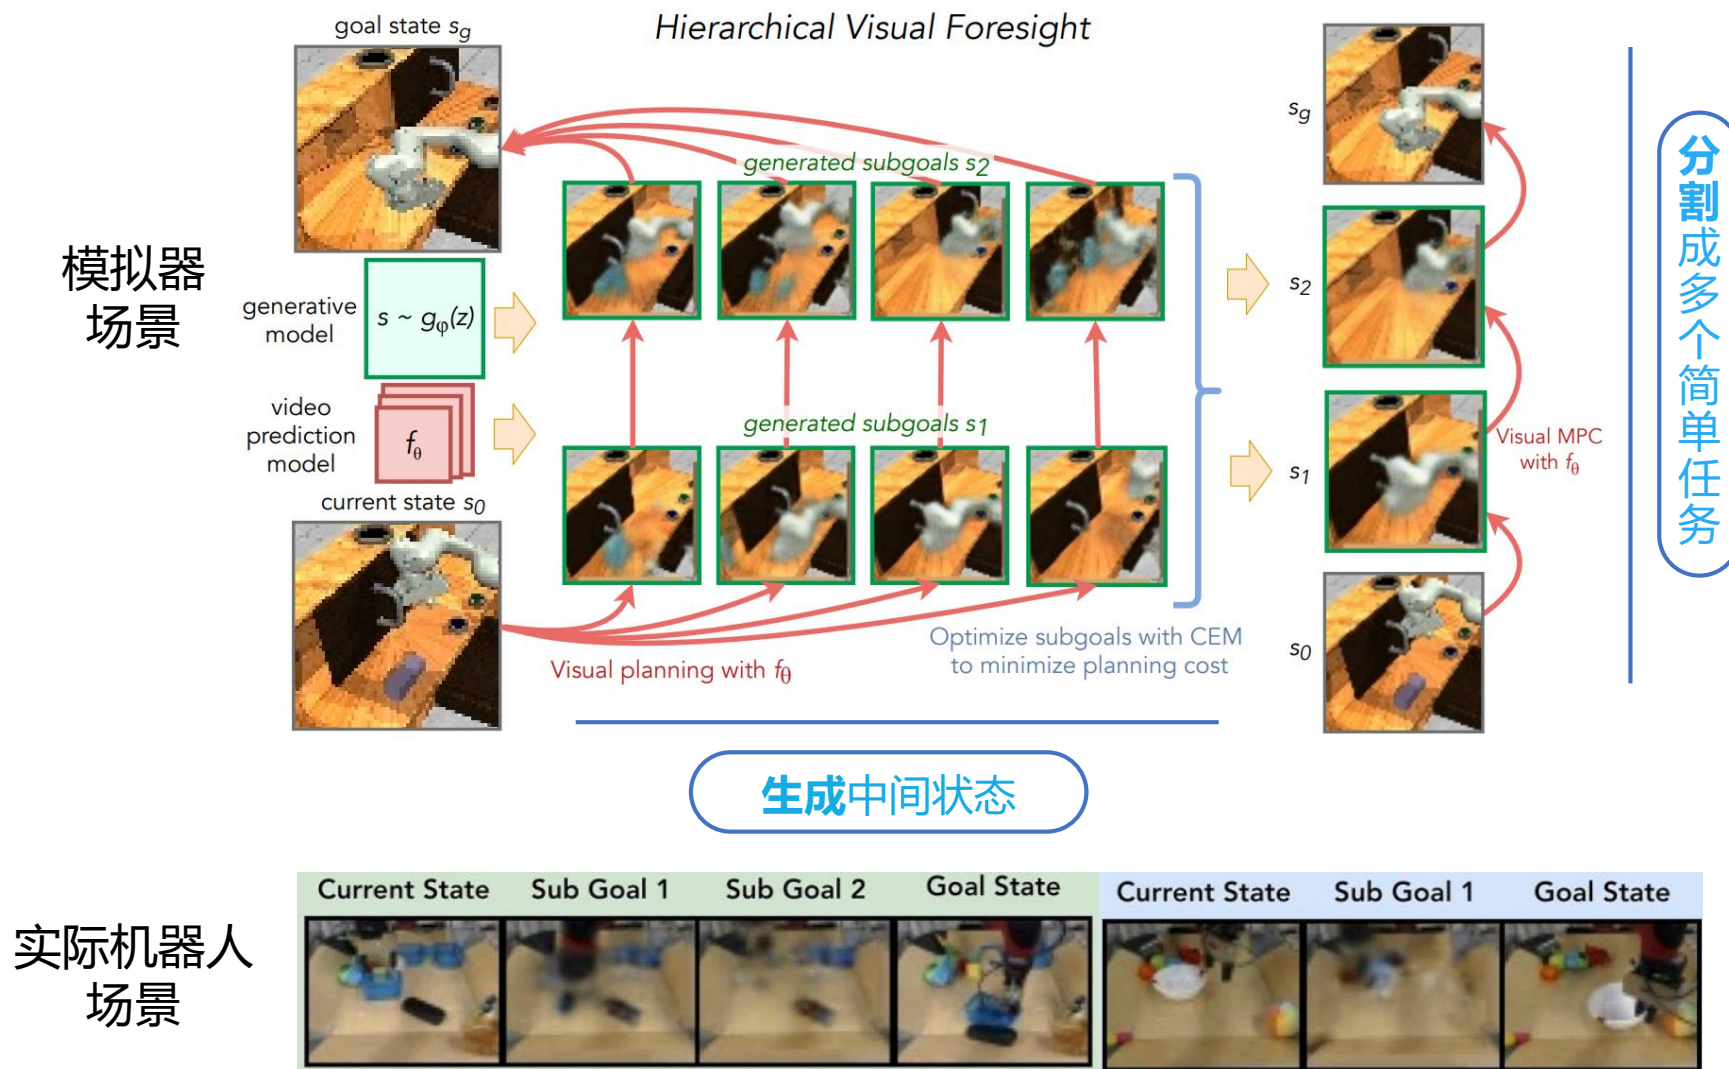 Hierarchical Visual Foresight
goal state sg
模拟器
场景
generative
model
s ~ gφ(z)
video
prediction
model
fθ
current state s0
generated subgoals s2
generated subgoals s1
Visual planning with fθ
Optimize subgoals with CEM
to minimize planning cost
sg
s2
s1
s0
Visual MPC
with fθ
分割成多个简单任务
生成中间状态
实际机器人
场景
Current State
Sub Goal 1
Sub Goal 2
Goal State
Current State
Sub Goal 1
Goal State